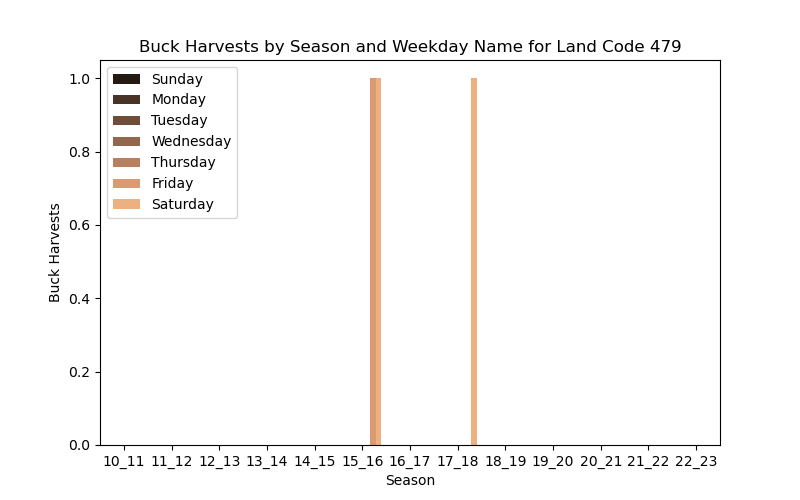 Buck Harvests by Season and Weekday Name for Land Code 479
Sunday
Monday
Tuesday
Wednesday
Thursday
Friday
Saturday
1.0
0.8
0.6
0.4
0.2
0.0
Buck Harvests
10_11 11_12 12_13 13_14 14_15 15_16 16_17 17_18 18_19 19_20 20_21 21_22 22_23
Season